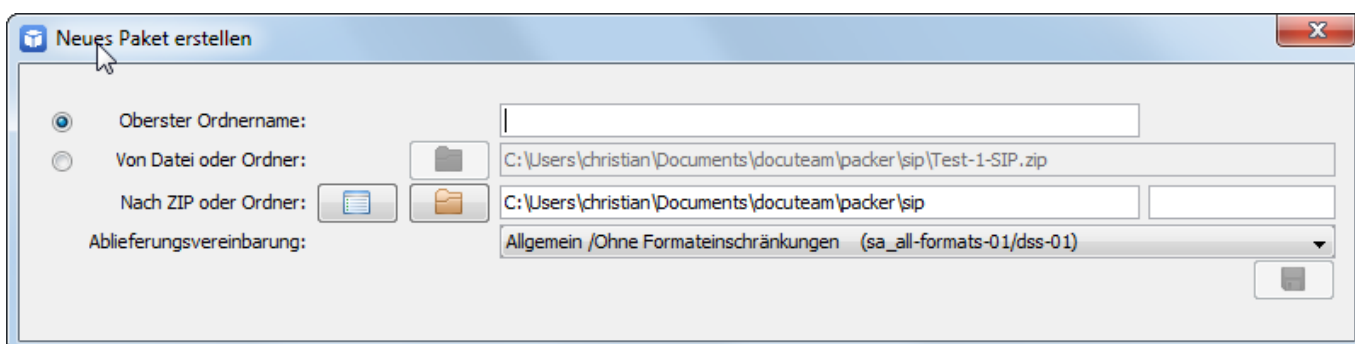 Neues Paket erstellen
Oberster Ordnername:
Von Datei oder Ordner: C:\Users\christian\Documents\docuteam\packer\sip\Test-1-SIP.zip
Nach ZIP oder Ordner: C:\Users\christian\Documents\docuteam\packer\sip
Ablieferungsvereinbarung: Allgemein /Ohne Formateinschränkungen (sa_all-formats-01/dss-01)